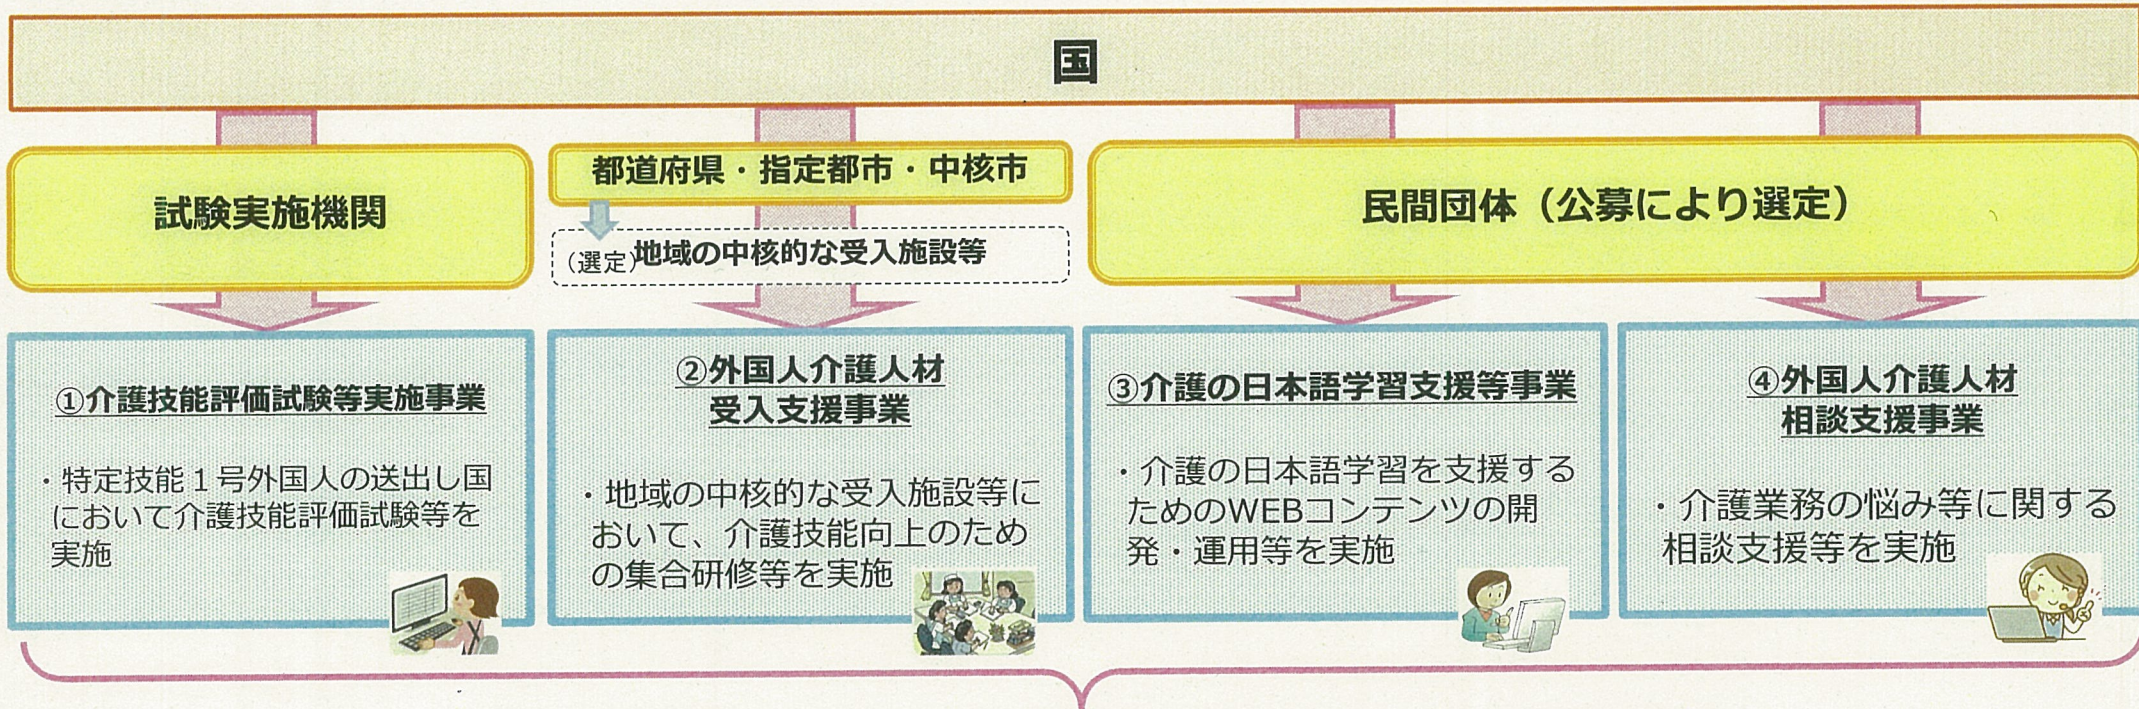 国
試験実施機関
都道府県・指定都市・中核市
(選定)地域の中核的な受入施設等
民間団体（公募により選定）
①介護技能評価試験等実施事業
・特定技能１号外国人の送出し国
において介護技能評価試験等を
実施
②外国人介護人材
受入支援事業
・地域の中核的な受入施設等に
おいて、介護技能向上のため
の集合研修等を実施
③介護の日本語学習支援等事業
・介護の日本語学習を支援する
ためのWEBコンテンツの開
発・運用等を実施
④外国人介護人材
相談支援事業
・介護業務の悩み等に関する
相談支援等を実施